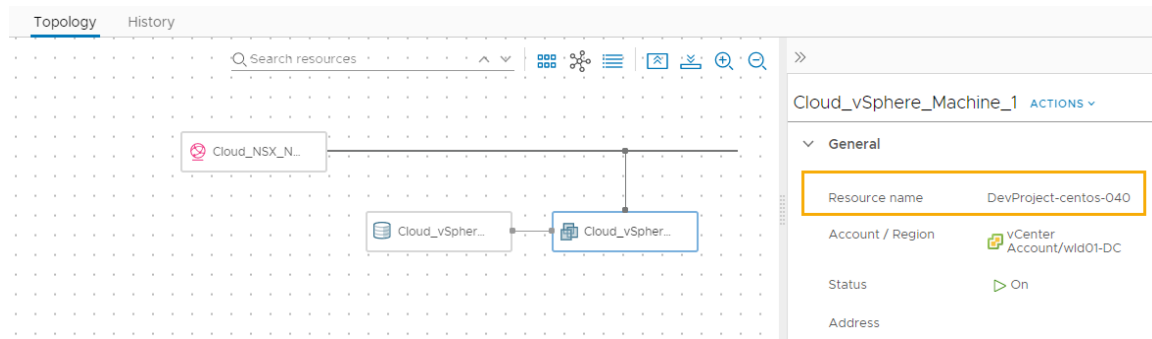 Topology History
Search resources
Cloud_vSphere_Machine_1 ACTIONS
General
Cloud_NSX_N...
Resource name DevProject-centos-040
Cloud_vSpher... Cloud_vSpher...
Account / Region vCenter
Account/wld01-DC
Status On
Address